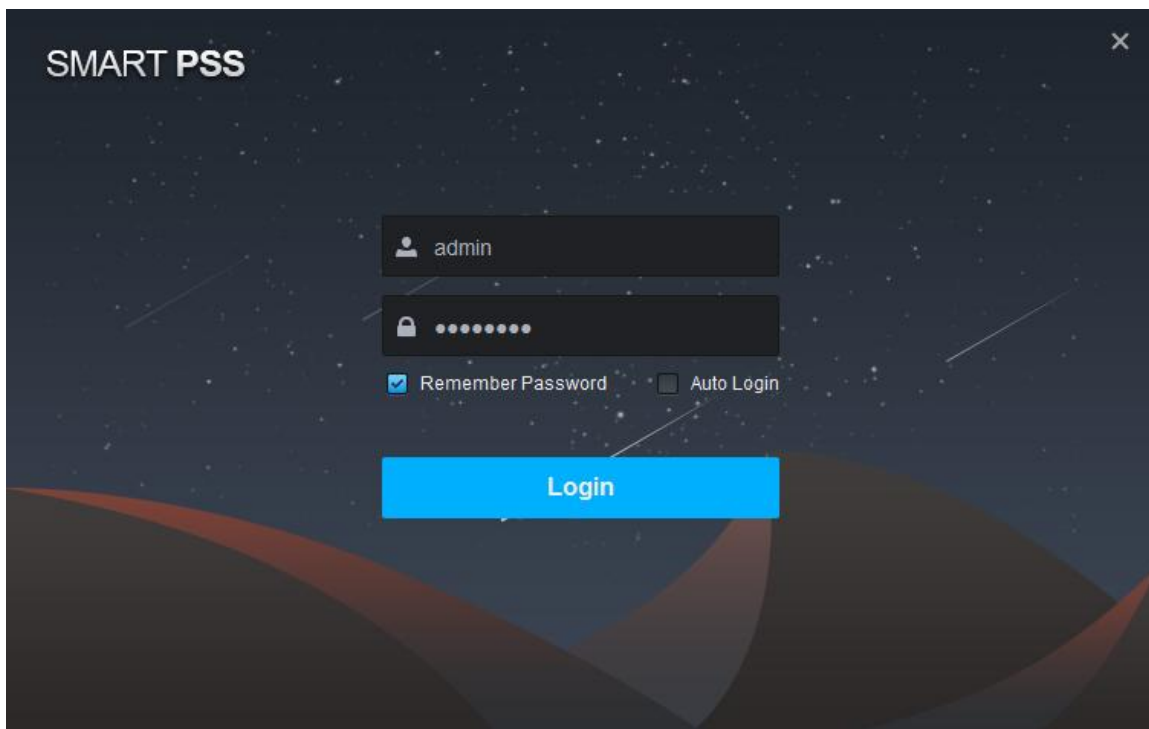 SMART PSS
admin
●●●●●●●●
Remember Password Auto Login
Login